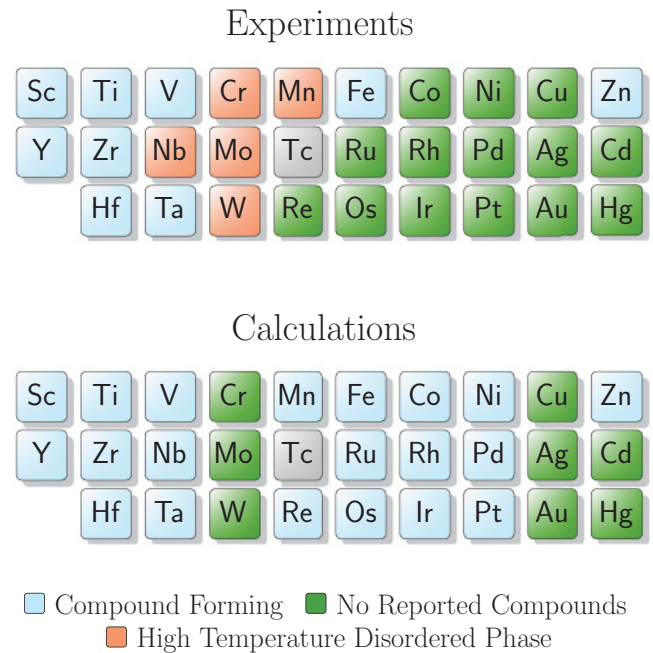 Experiments
Sc Ti V Cr Mn Fe Co Ni Cu Zn
Y Zr Nb Mo Tc Ru Rh Pd Ag Cd
Hf Ta W Re Os Ir Pt Au Hg
Calculations
Sc Ti V Cr Mn Fe Co Ni Cu Zn
Y Zr Nb Mo Tc Ru Rh Pd Ag Cd
Hf Ta W Re Os Ir Pt Au Hg
Compound Forming No Reported Compounds
High Temperature Disordered Phase